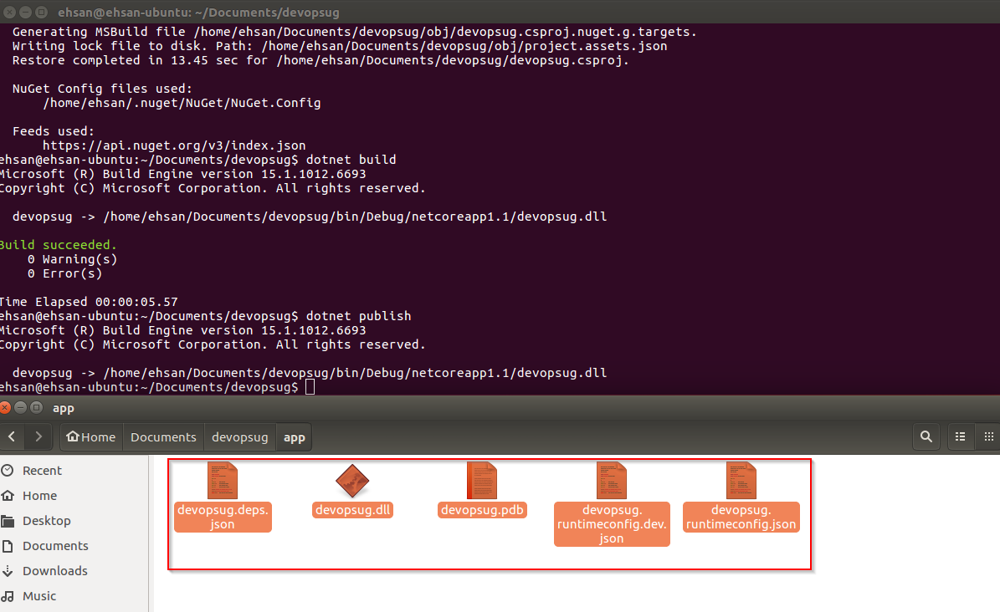 ehsan@ehsan-ubuntu: ~/Documents/devopsug
Generating MSBuild file /home/ehsan/Documents/devopsug/obj/devopsug.csproj.nuget.g.targets.
Writing lock file to disk. Path: /home/ehsan/Documents/devopsug/obj/project.assets.json
Restore completed in 13.45 sec for /home/ehsan/Documents/devopsug/devopsug.csproj.
NuGet Config files used:
/home/ehsan/.nuget/NuGet/NuGet.Config
Feeds used:
https://api.nuget.org/v3/index.json
ehsan@ehsan-ubuntu:~/Documents/devopsug$ dotnet build
Microsoft (R) Build Engine version 15.1.1012.6693
Copyright (C) Microsoft Corporation. All rights reserved.
devopsug -> /home/ehsan/Documents/devopsug/bin/Debug/netcoreapp1.1/devopsug.dll
Build succeeded.
0 Warning(s)
0 Error(s)
Time Elapsed 00:00:05.57
ehsan@ehsan-ubuntu:~/Documents/devopsug$ dotnet publish
Microsoft (R) Build Engine version 15.1.1012.6693
Copyright (C) Microsoft Corporation. All rights reserved.
devopsug -> /home/ehsan/Documents/devopsug/bin/Debug/netcoreapp1.1/devopsug.dll
ehsan@ehsan-ubuntu:~/Documents/devopsug$
app
Home Documents devopsug app
Recent
Home
Desktop
Documents
Downloads
Music
devopsug.deps.
json
devopsug.dll
devopsug.pdb
devopsug.
runtimeconfig.dev.
json
devopsug.
runtimeconfig.json